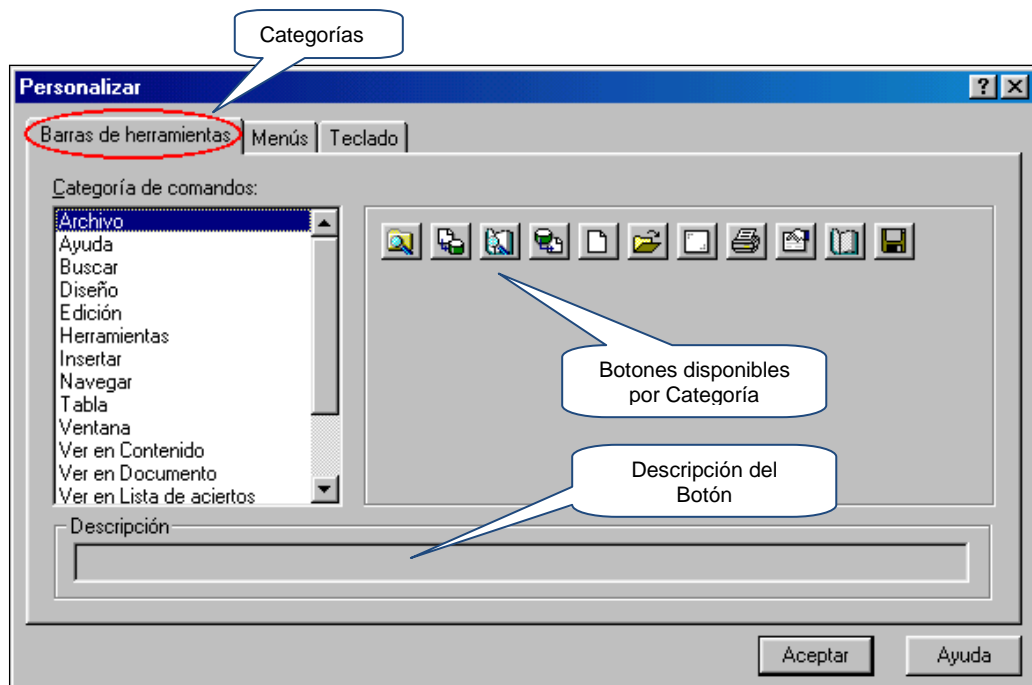 Categorías
Personalizar
Barras de herramientas
Menús
Teclado
Categoría de comandos:
Archivo
Ayuda
Buscar
Diseño
Edición
Herramientas
Insertar
Navegar
Tabla
Ventana
Ver en Contenido
Ver en Documento
Ver en Lista de aciertos
Botones disponibles
por Categoría
Descripción del
Botón
Descripción
Aceptar
Ayuda